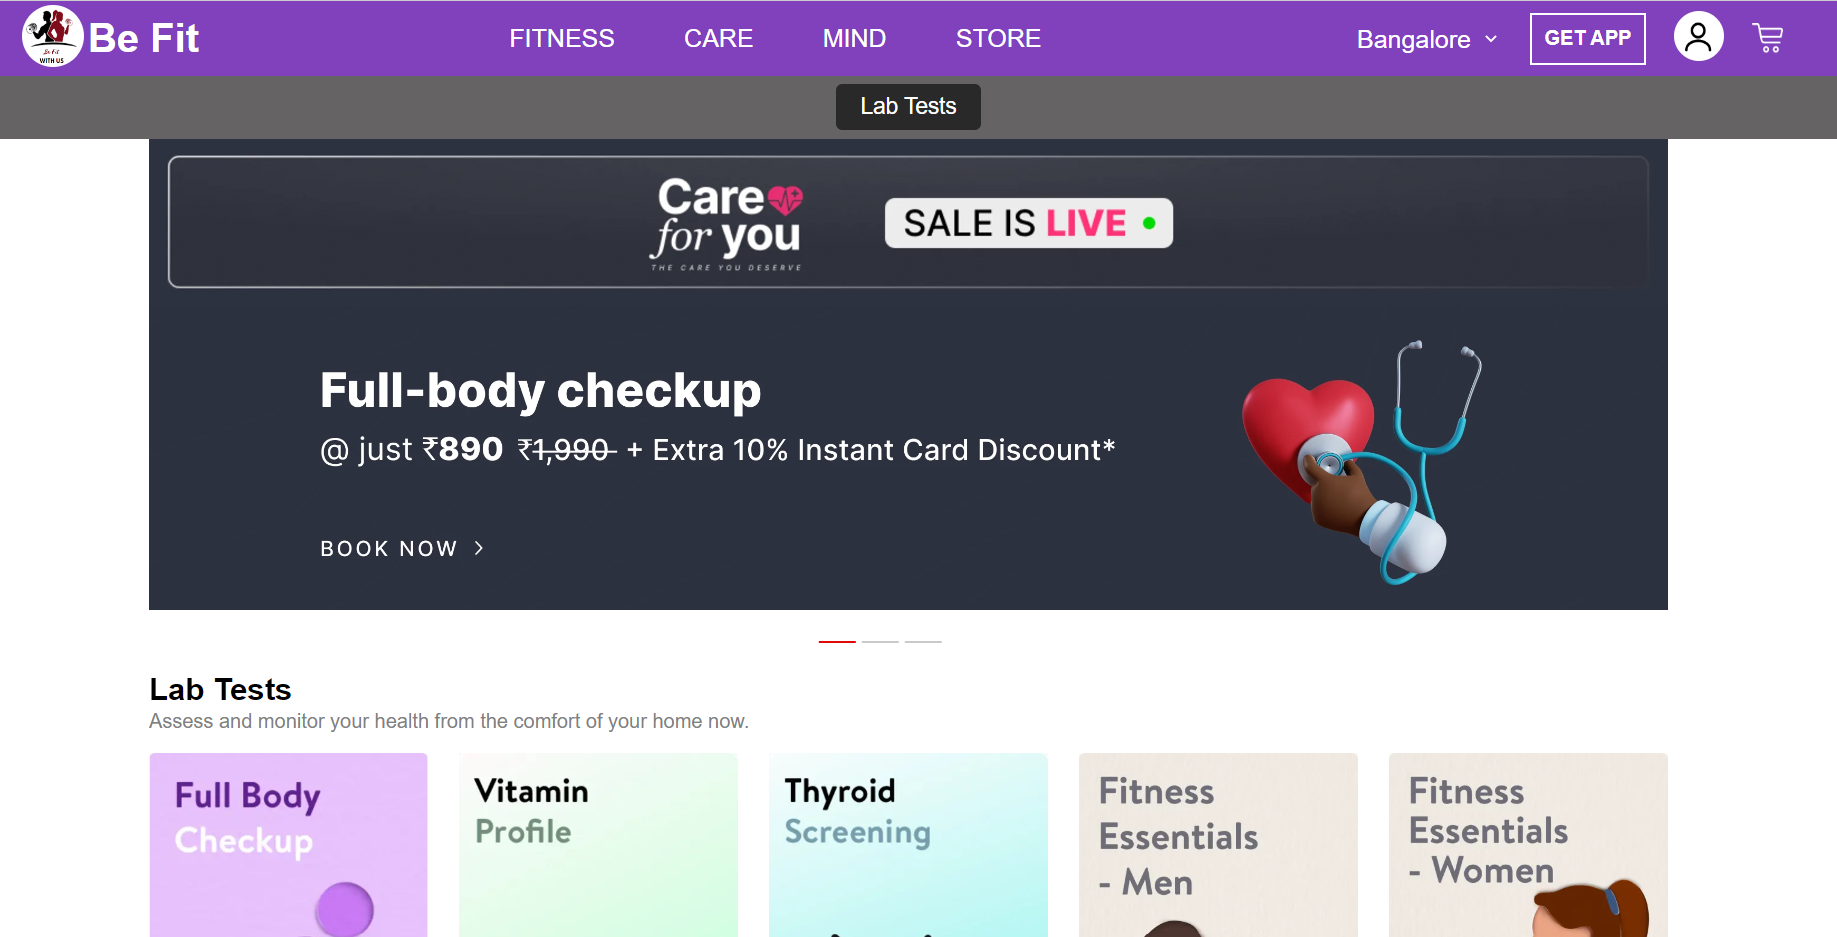 Be Fit
WITH US
Be Fit
FITNESS
CARE
MIND
STORE
Bangalore
GET APP
Lab Tests
Care
for you
THE CARE YOU DESERVE
SALE IS LIVE
Full-body checkup
@ just ₹890 ₹1,990 + Extra 10% Instant Card Discount*
BOOK NOW >
Lab Tests
Assess and monitor your health from the comfort of your home now.
Full Body
Checkup
Vitamin
Profile
Thyroid
Screening
Fitness
Essentials
- Men
Fitness
Essentials
- Women